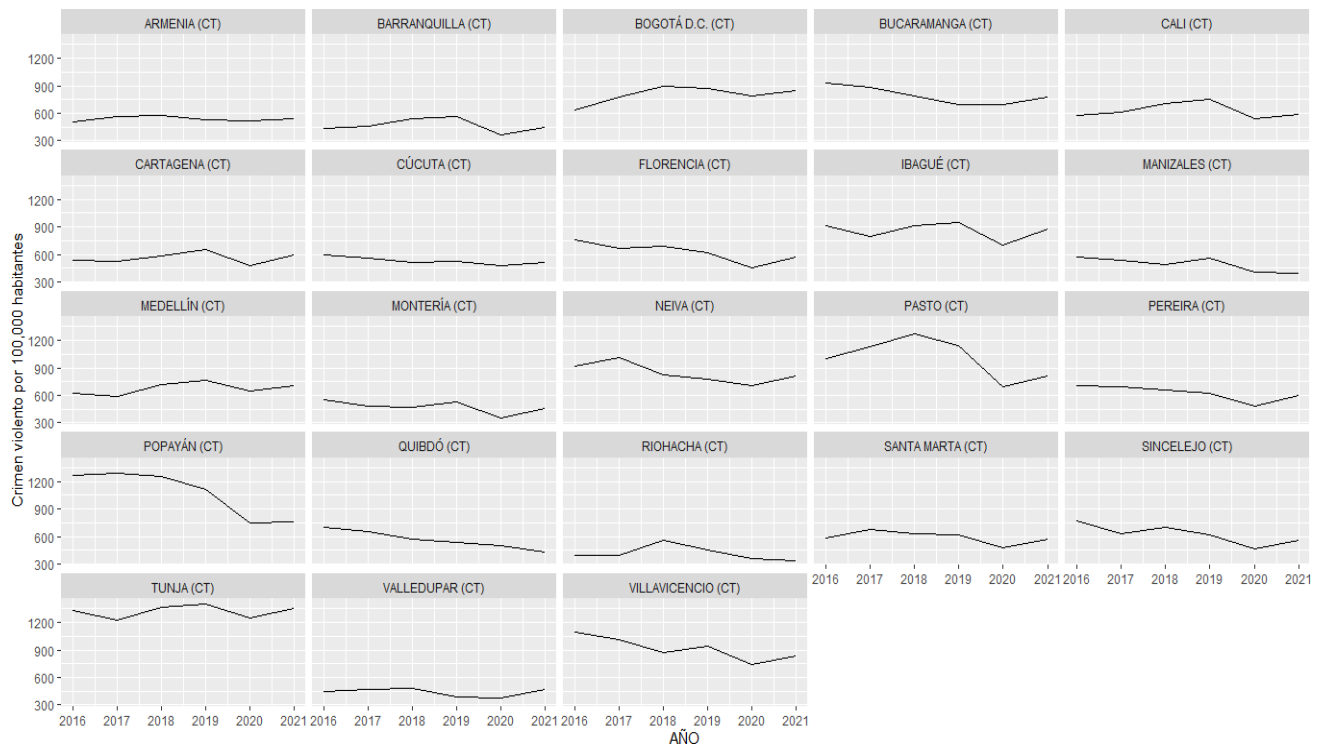 ARMENIA (CT) BARRANQUILLA (CT) BOGOTÁ D.C. (CT) BUCARAMANGA (CT) CALI (CT)
1200
900
600
300
CARTAGENA (CT) CÚCUTA (CT) FLORENCIA (CT) IBAGUÉ (CT) MANIZALES (CT)
1200
900
600
300
MEDELLÍN (CT) MONTERÍA (CT) NEIVA (CT) PASTO (CT) PEREIRA (CT)
1200
900
600
300
Crimen violento por 100,000 habitantes
POPAYÁN (CT) QUIBDÓ (CT) RIOHACHA (CT) SANTA MARTA (CT) SINCELEJO (CT)
1200
900
600
300
2016 2017 2018 2019 2020 2021 2016 2017 2018 2019 2020 2021
TUNJA (CT) VALLEDUPAR (CT) VILLAVICENCIO (CT)
1200
900
600
300
2016 2017 2018 2019 2020 2021 2016 2017 2018 2019 2020 2021 2016 2017 2018 2019 2020 2021
AÑO